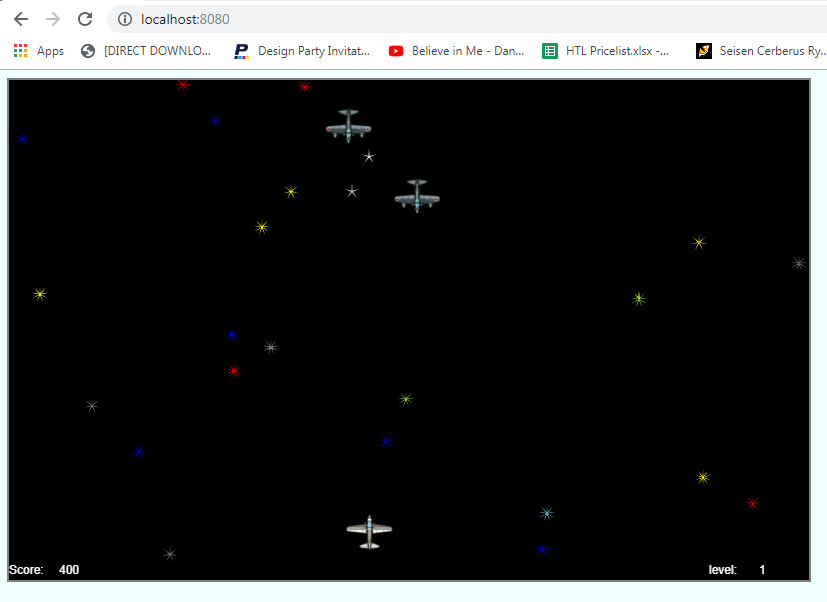 localhost:8080
Apps [DIRECT DOWNLO... Design Party Invitat... Believe in Me - Dan... HTL Pricelist.xlsx -... Seisen Cerberus Ry...
Score: 400 level: 1